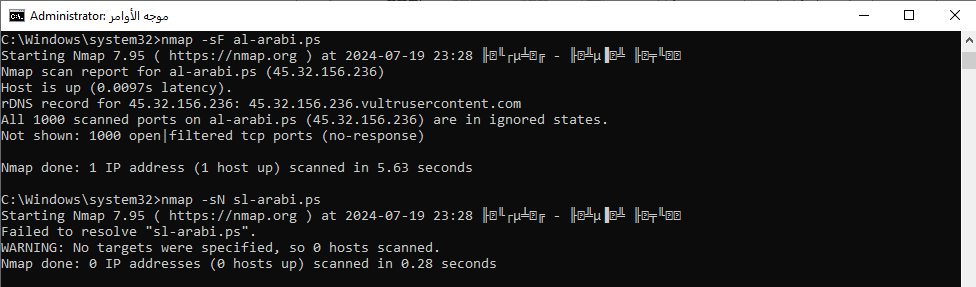 Administrator: موجه الأوامر
C:\Windows\system32>nmap -sF al-arabi.ps
Starting Nmap 7.95 ( https://nmap.org ) at 2024-07-19 23:28
Nmap scan report for al-arabi.ps (45.32.156.236)
Host is up (0.0097s latency).
rDNS record for 45.32.156.236: 45.32.156.236.vultrusercontent.com
All 1000 scanned ports on al-arabi.ps (45.32.156.236) are in ignored states.
Not shown: 1000 open|filtered tcp ports (no-response)
Nmap done: 1 IP address (1 host up) scanned in 5.63 seconds
C:\Windows\system32>nmap -sN sl-arabi.ps
Starting Nmap 7.95 ( https://nmap.org ) at 2024-07-19 23:28
Failed to resolve "sl-arabi.ps".
WARNING: No targets were specified, so 0 hosts scanned.
Nmap done: 0 IP addresses (0 hosts up) scanned in 0.28 seconds